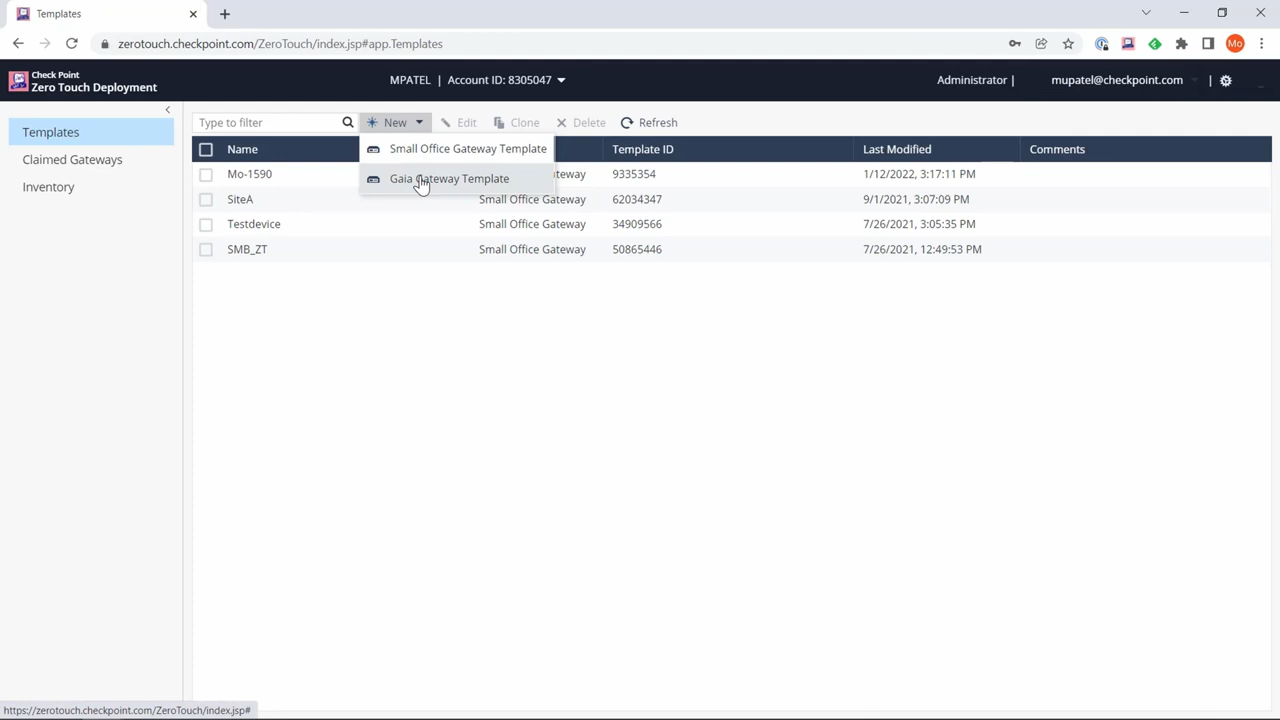 Templates
zerotouch.checkpoint.com/ZeroTouch/index.jsp#app.Templates
Mo
Check Point
Zero Touch Deployment
MPATEL | Account ID: 8305047
Administrator |
mupatel@checkpoint.com |
Templates
Claimed Gateways
Inventory
Type to filter
New
Edit
Clone
Delete
Refresh
Small Office Gateway Template
Gaia Gateway Template
Name Template ID Last Modified Comments
Mo-1590 eway 9335354 1/12/2022, 3:17:11 PM
SiteA Small Office Gateway 62034347 9/1/2021, 3:07:09 PM
Testdevice Small Office Gateway 34909566 7/26/2021, 3:05:35 PM
SMB_ZT Small Office Gateway 50865446 7/26/2021, 12:49:53 PM
https://zerotouch.checkpoint.com/ZeroTouch/index.jsp#